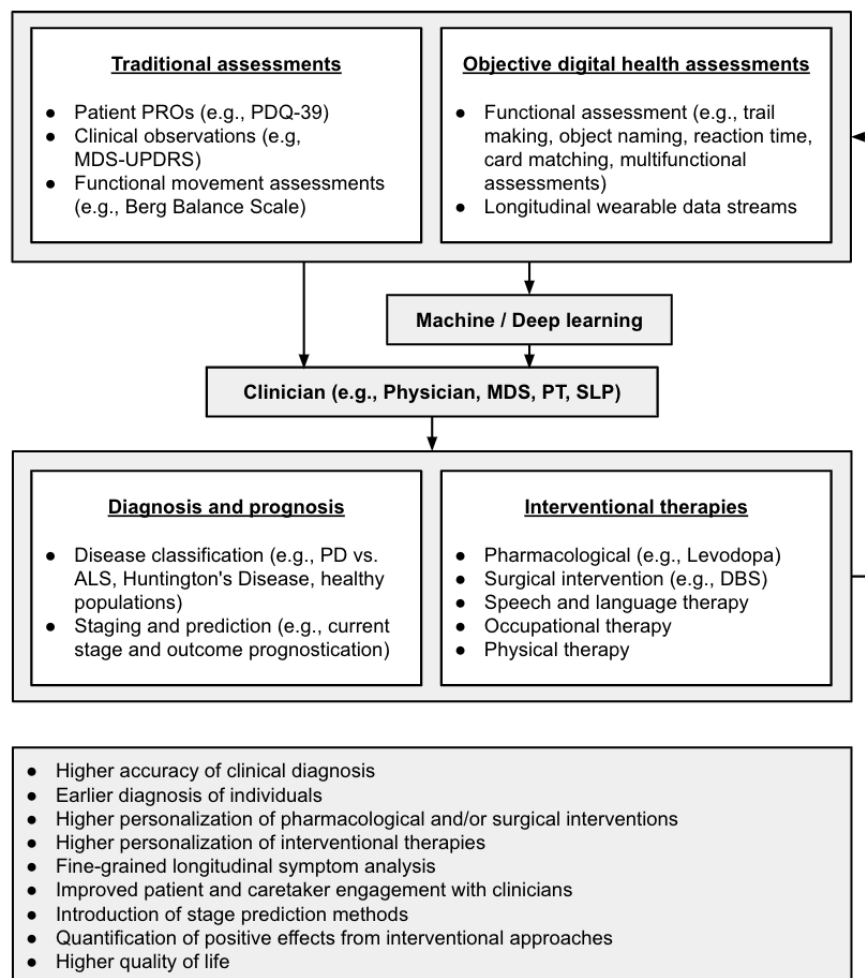 Traditional assessments
● Patient PROs (e.g., PDQ-39)
● Clinical observations (e.g,
MDS-UPDRS)
● Functional movement assessments
(e.g., Berg Balance Scale)
Objective digital health assessments
● Functional assessment (e.g., trail
making, object naming, reaction time,
card matching, multifunctional
assessments)
● Longitudinal wearable data streams
Machine / Deep learning
Clinician (e.g., Physician, MDS, PT, SLP)
Diagnosis and prognosis
● Disease classification (e.g., PD vs.
ALS, Huntington's Disease, healthy
populations)
● Staging and prediction (e.g., current
stage and outcome prognostication)
Interventional therapies
● Pharmacological (e.g., Levodopa)
● Surgical intervention (e.g., DBS)
● Speech and language therapy
● Occupational therapy
● Physical therapy
● Higher accuracy of clinical diagnosis
● Earlier diagnosis of individuals
● Higher personalization of pharmacological and/or surgical interventions
● Higher personalization of interventional therapies
● Fine-grained longitudinal symptom analysis
● Improved patient and caretaker engagement with clinicians
● Introduction of stage prediction methods
● Quantification of positive effects from interventional approaches
● Higher quality of life